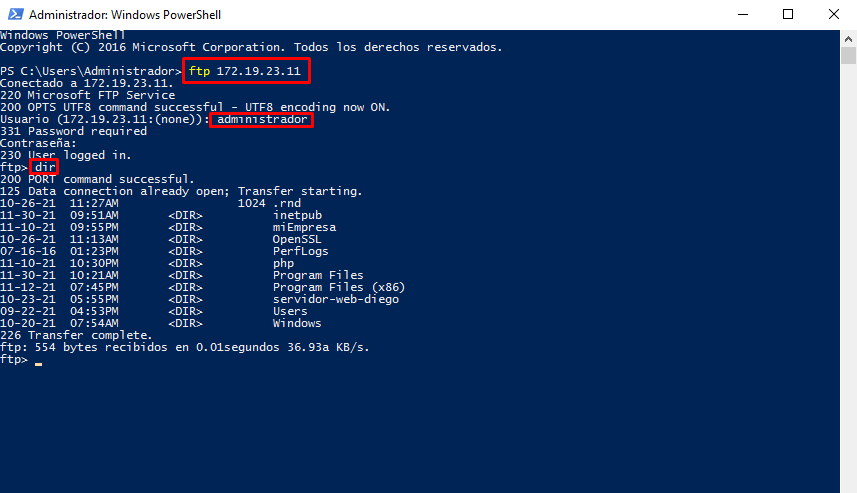 Administrador: Windows PowerShell
Windows PowerShell
Copyright (C) 2016 Microsoft Corporation. Todos los derechos reservados.
PS C:\Users\Administrador> ftp 172.19.23.11
Conectado a 172.19.23.11.
220 Microsoft FTP Service
200 OPTS UTF8 command successful - UTF8 encoding now ON.
Usuario (172.19.23.11:(none)): administrador
331 Password required
Contraseña:
230 User logged in.
ftp> dir
200 PORT command successful.
125 Data connection already open; Transfer starting.
10-26-21  11:27AM                 1024 .rnd
11-30-21  09:51AM       <DIR>          inetpub
11-10-21  09:55PM       <DIR>          miEmpresa
10-26-21  11:13AM       <DIR>          OpenSSL
07-16-16  01:23PM       <DIR>          PerfLogs
11-10-21  10:30PM       <DIR>          php
11-30-21  10:21AM       <DIR>          Program Files
11-12-21  07:45PM       <DIR>          Program Files (x86)
10-23-21  05:55PM       <DIR>          servidor-web-diego
09-22-21  04:53PM       <DIR>          Users
10-20-21  07:54AM       <DIR>          Windows
226 Transfer complete.
ftp: 554 bytes recibidos en 0.01segundos 36.93a KB/s.
ftp>